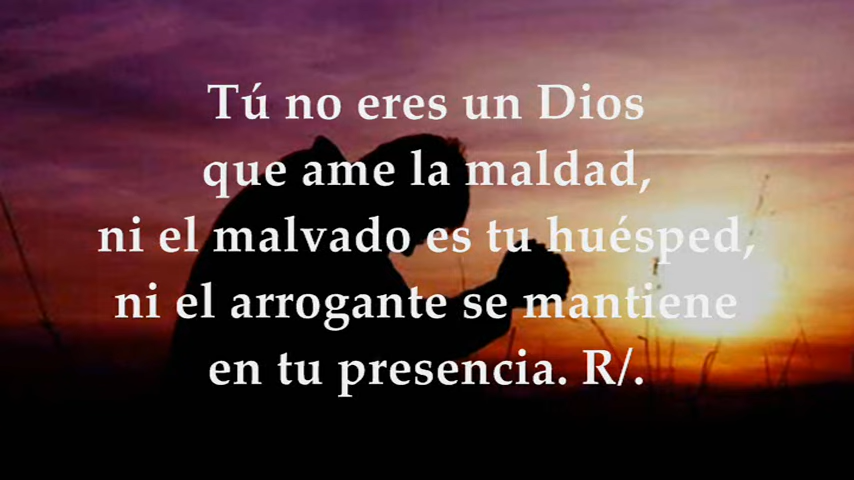 Tú no eres un Dios
que ame la maldad,
ni el malvado es tu huésped,
ni el arrogante se mantiene
en tu presencia. R/.